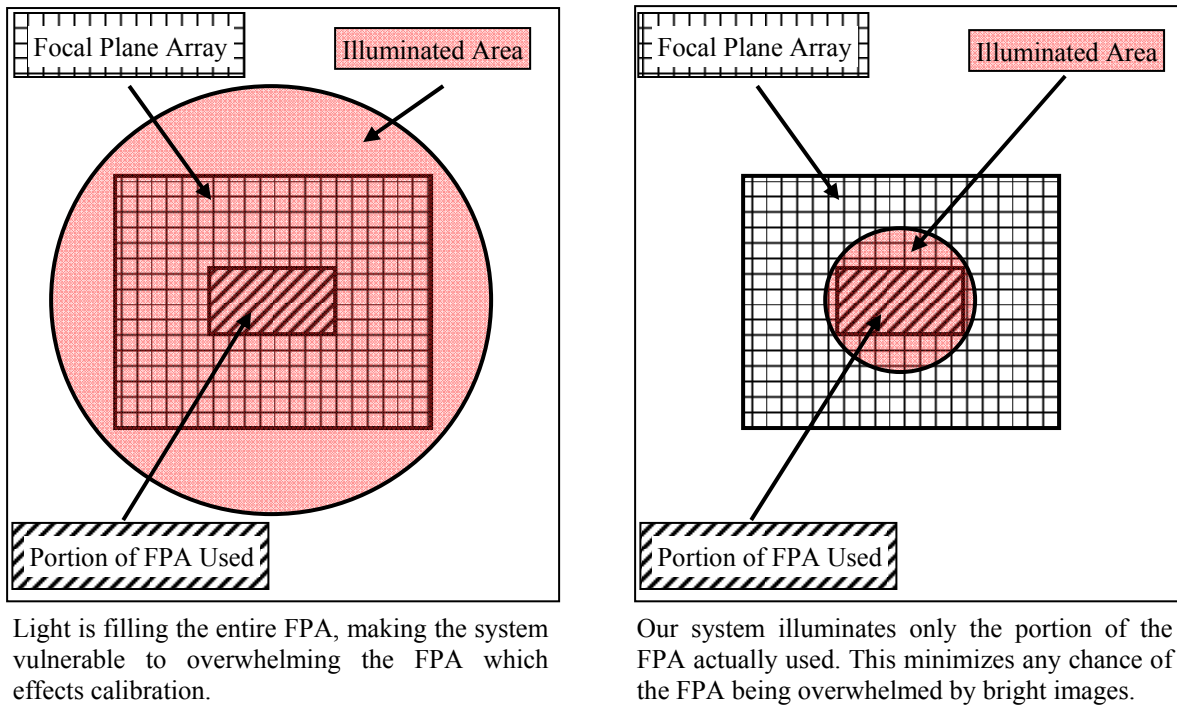 Focal Plane Array
Illuminated Area
Portion of FPA Used
Light is filling the entire FPA, making the system
vulnerable to overwhelming the FPA which
effects calibration.
Focal Plane Array
Illuminated Area
Portion of FPA Used
Our system illuminates only the portion of the
FPA actually used. This minimizes any chance of
the FPA being overwhelmed by bright images.